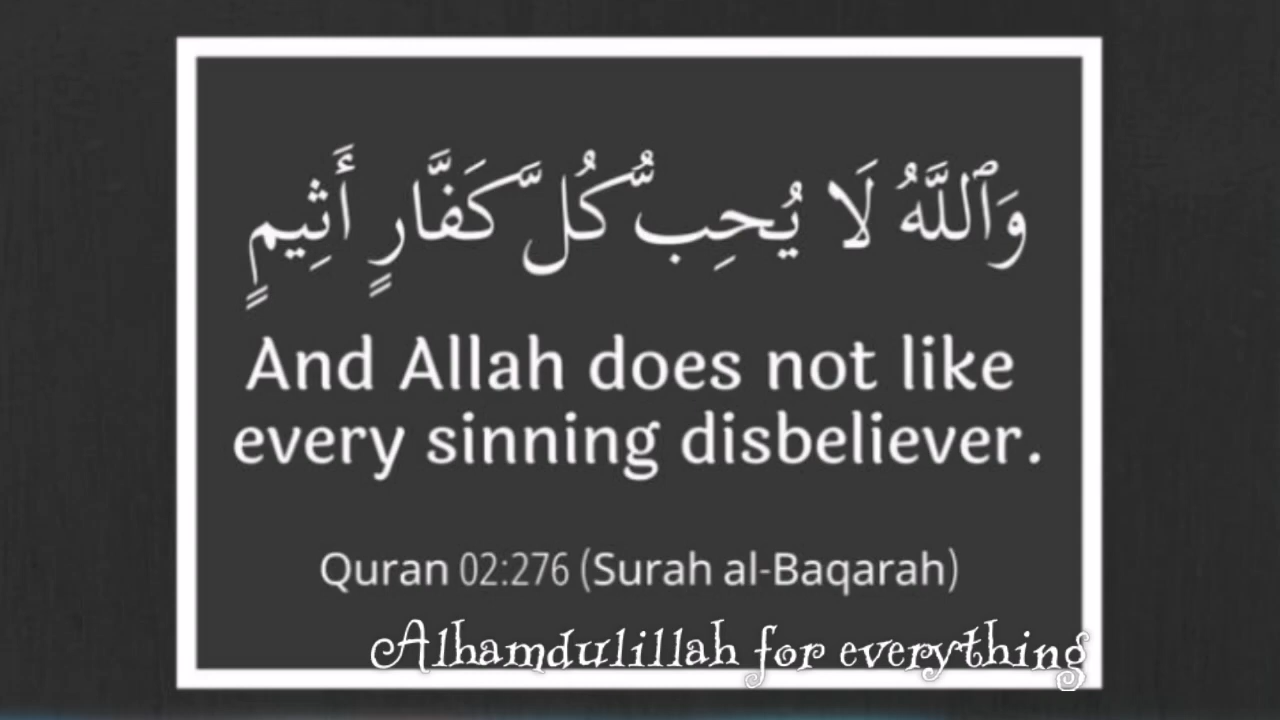 وَٱللَّهُ لَا يُحِبُّ كُلَّ كَفَّارٍ أَثِيمٍ
And Allah does not like
every sinning disbeliever.
Quran 02:276 (Surah al-Baqarah)
Alhamdulillah for everything